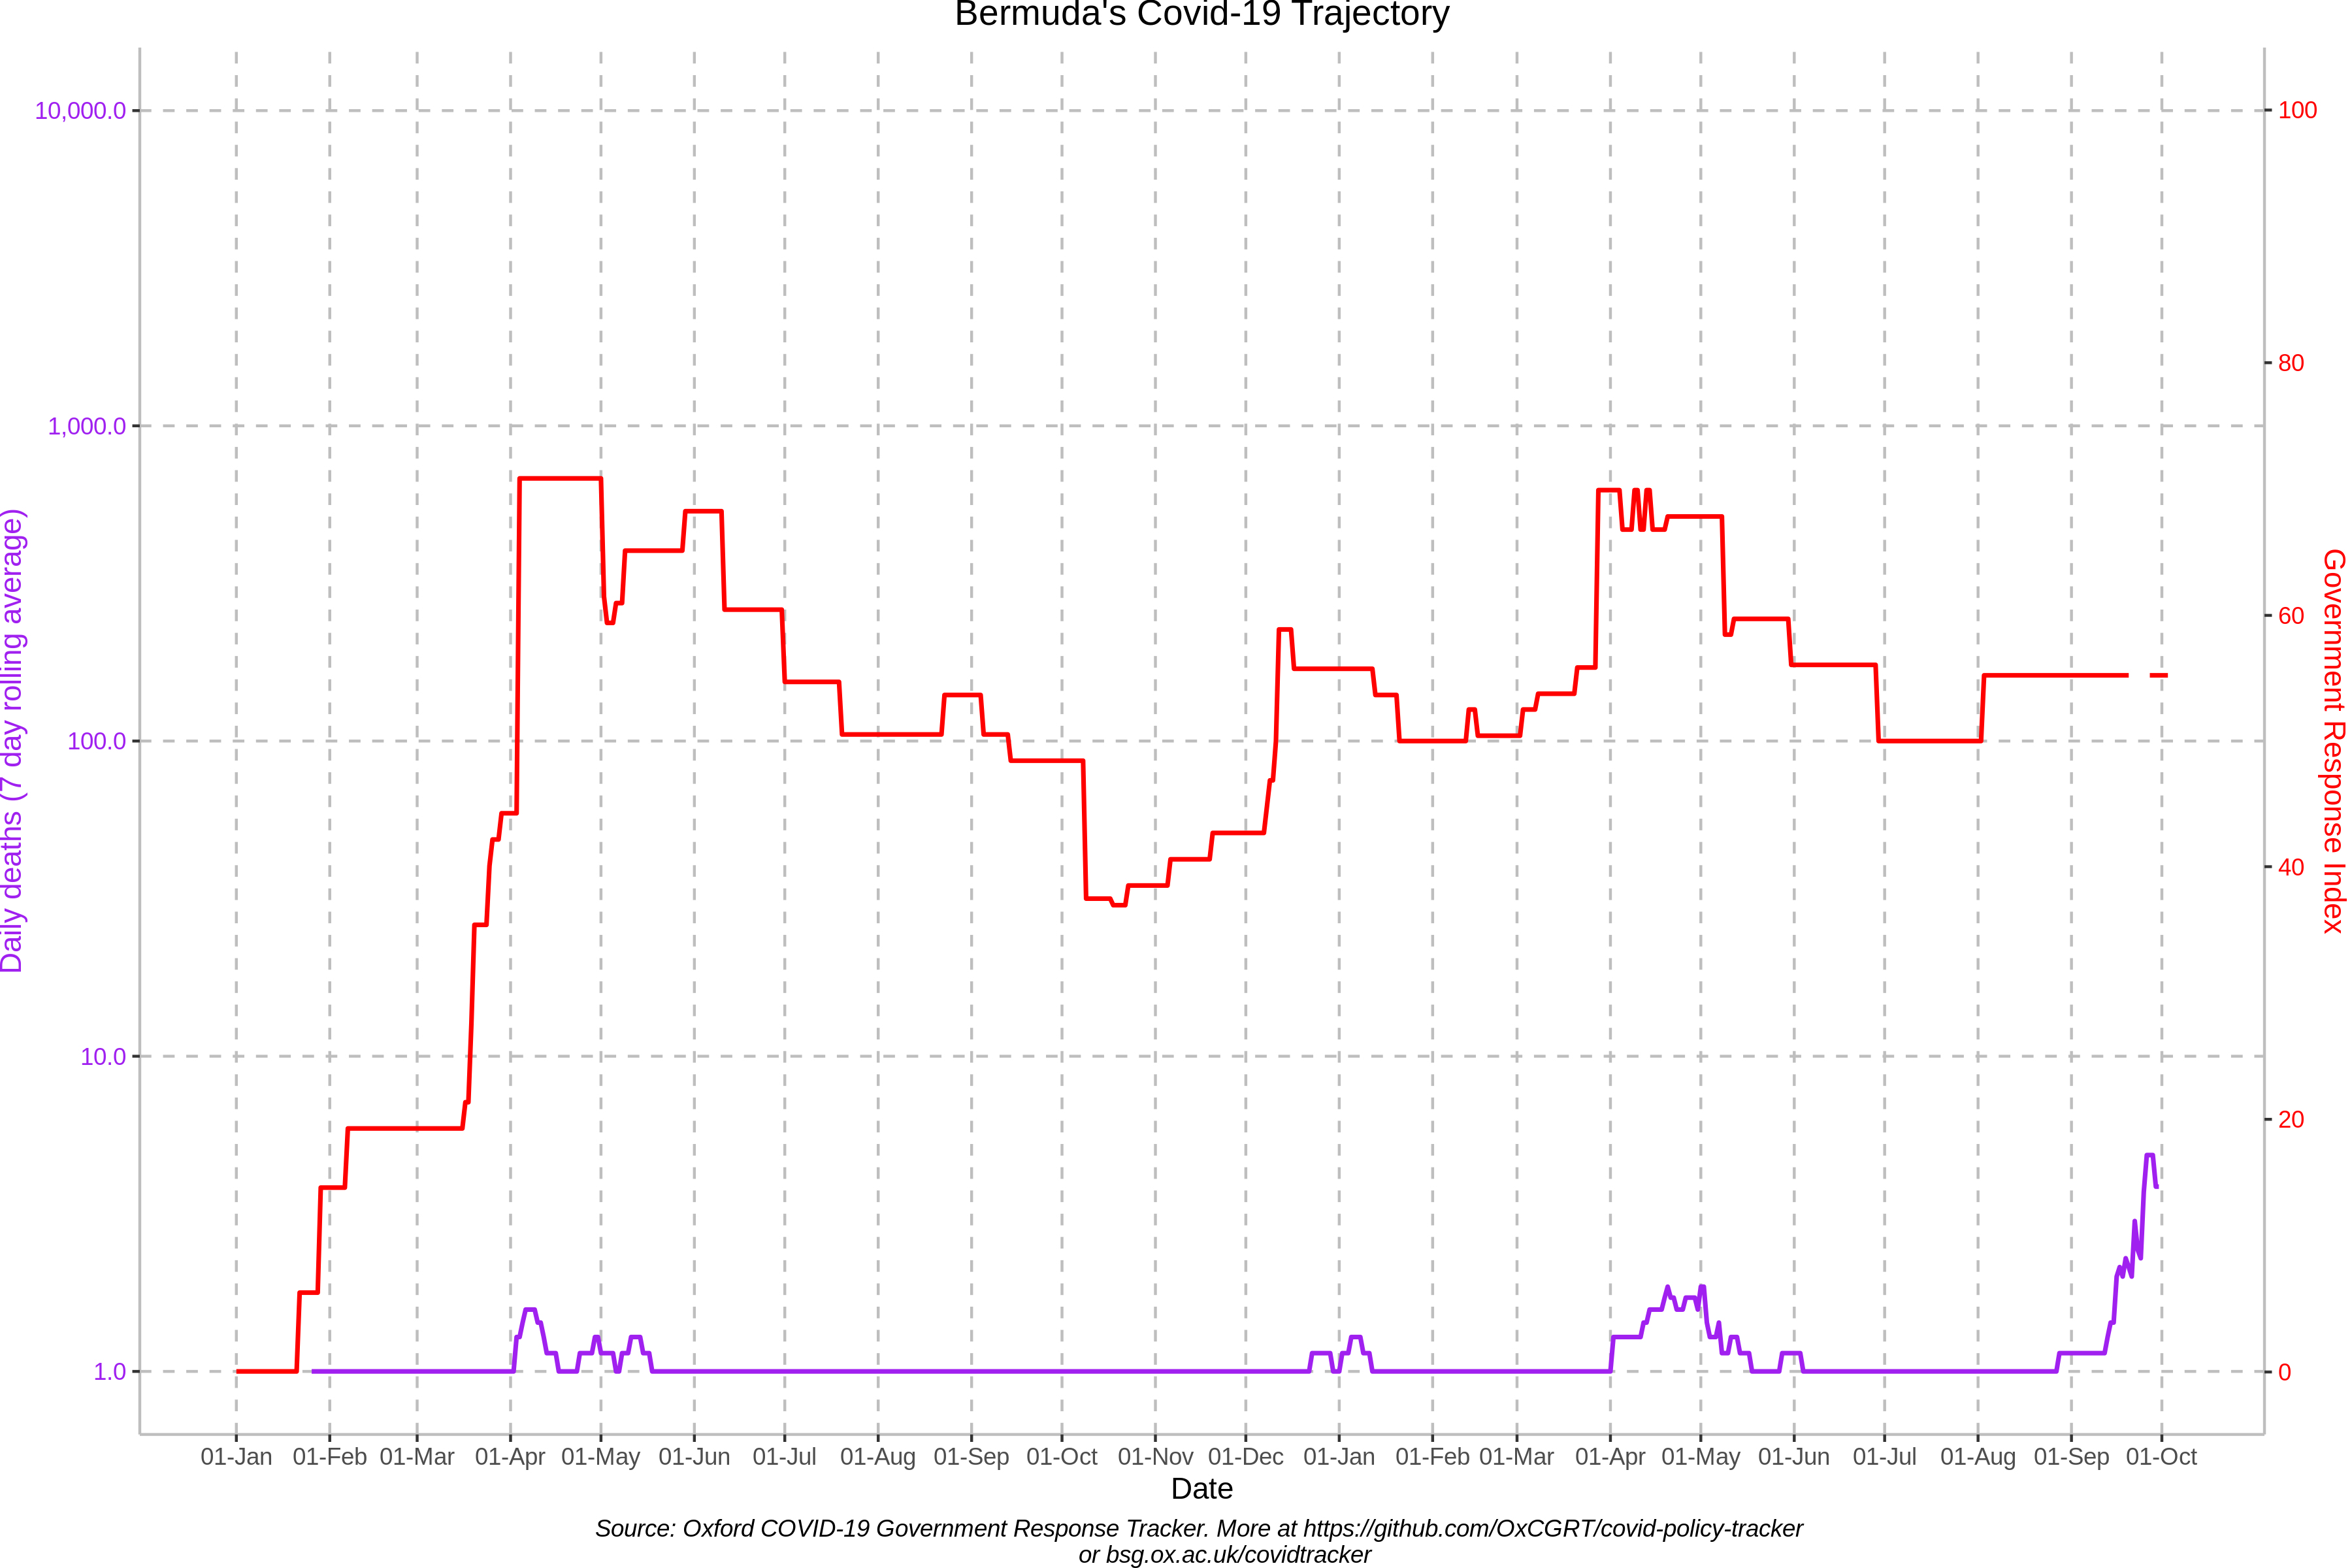 Bermuda's Covid-19 Trajectory
10,000.0
1,000.0
100.0
10.0
1.0
Daily deaths (7 day rolling average)
100
80
60
40
20
0
Government Response Index
01-Jan 01-Feb 01-Mar 01-Apr 01-May 01-Jun 01-Jul 01-Aug 01-Sep 01-Oct 01-Nov 01-Dec 01-Jan 01-Feb 01-Mar 01-Apr 01-May 01-Jun 01-Jul 01-Aug 01-Sep 01-Oct
Date
Source: Oxford COVID-19 Government Response Tracker. More at https://github.com/OxCGRT/covid-policy-tracker
or bsg.ox.ac.uk/covidtracker